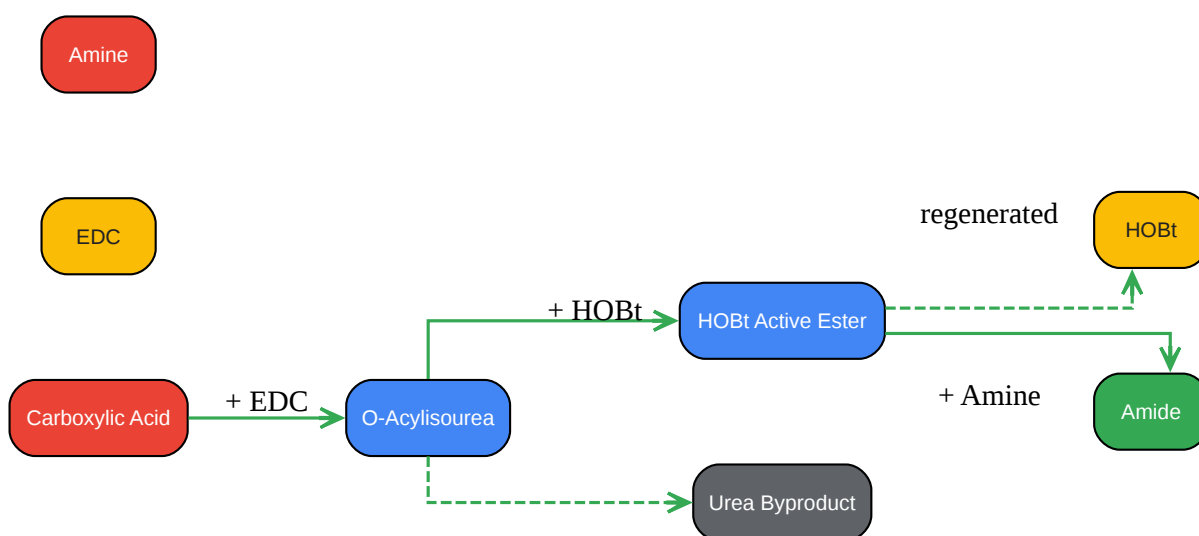 Amine
EDC
regenerated
HOBt
+ HOBt
HOBt Active Ester
Carboxylic Acid
+ EDC
O-Acylisourea
+ Amine
Amide
Urea Byproduct